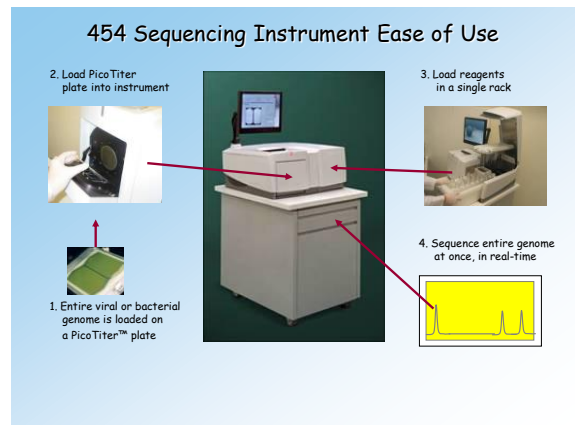 454 Sequencing Instrument Ease of Use
2. Load PicoTiter
plate into instrument
3. Load reagents
in a single rack
4. Sequence entire genome
at once, in real-time
1. Entire viral or bacterial
genome is loaded on
a PicoTiter™ plate